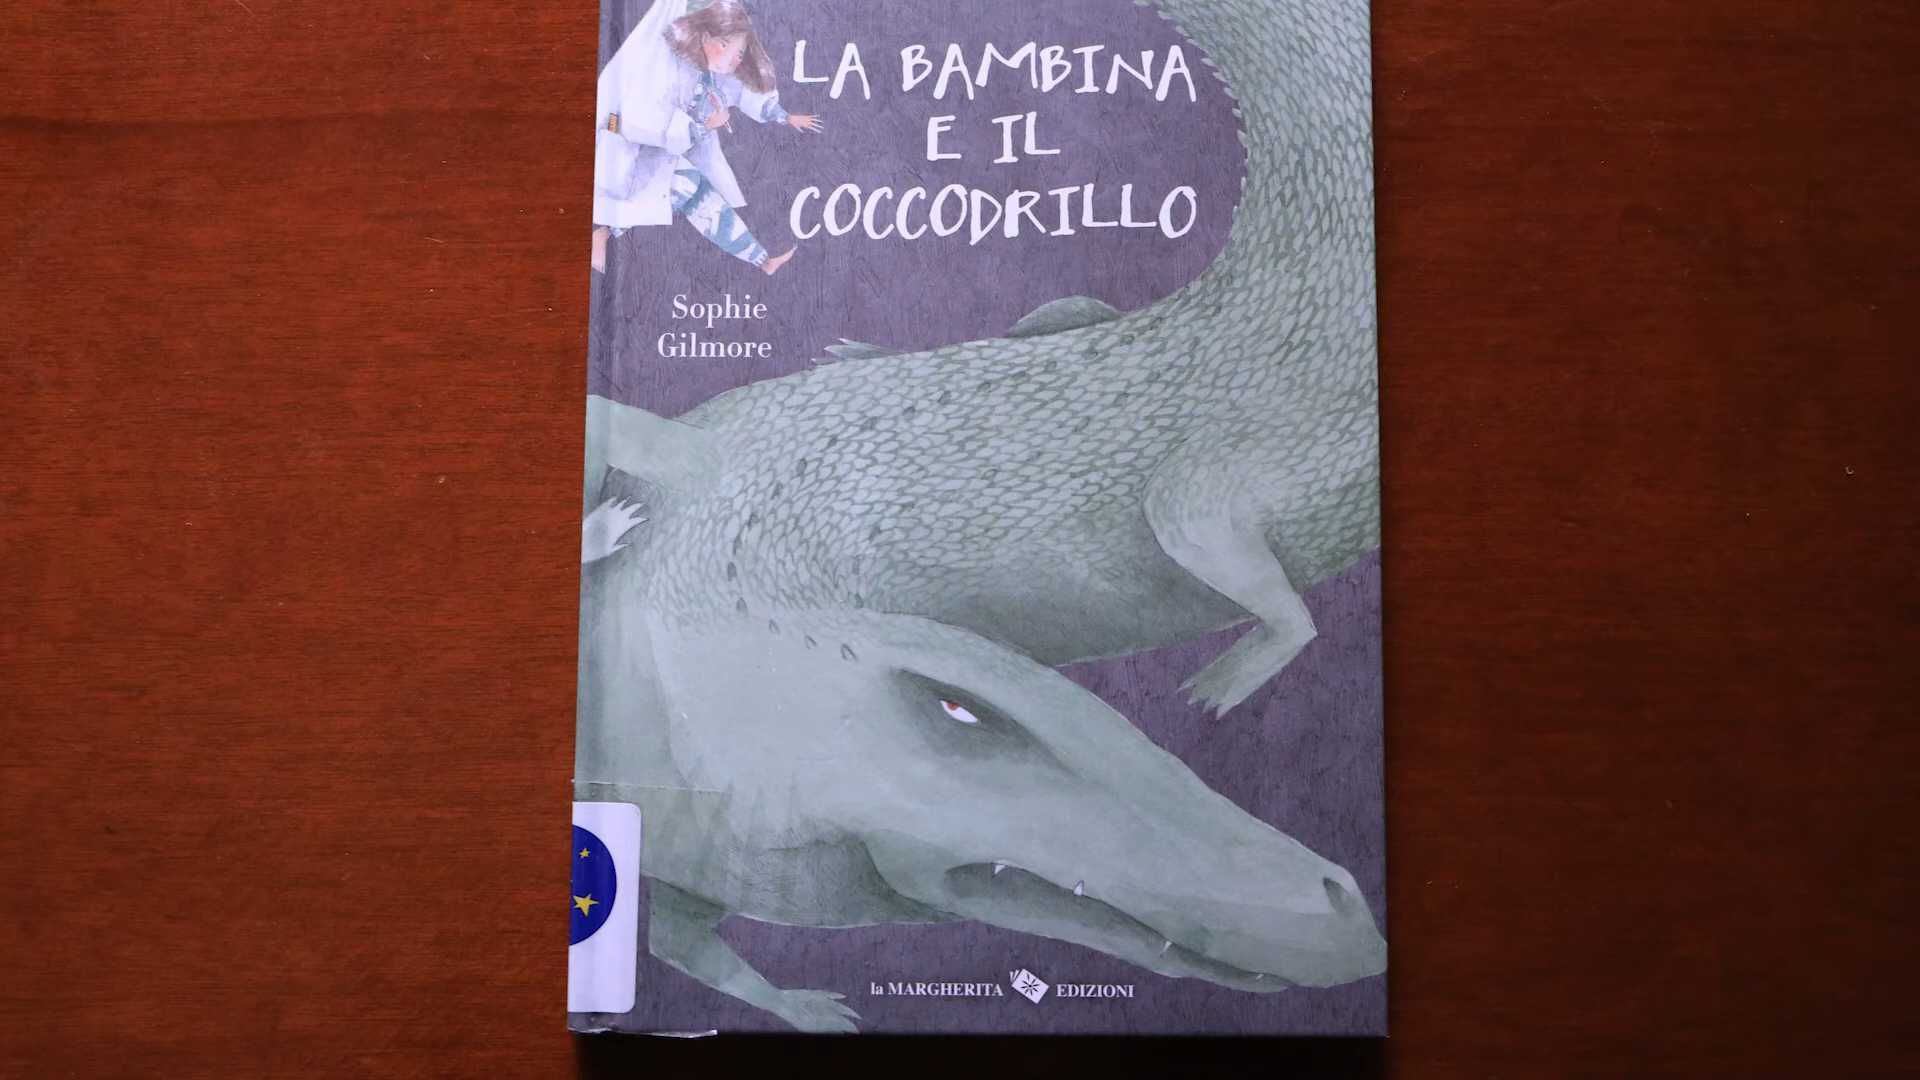 LA BAMBINA
E IL
COCCODRILLO
Sophie
Gilmore
la MARGHERITA EDIZIONI